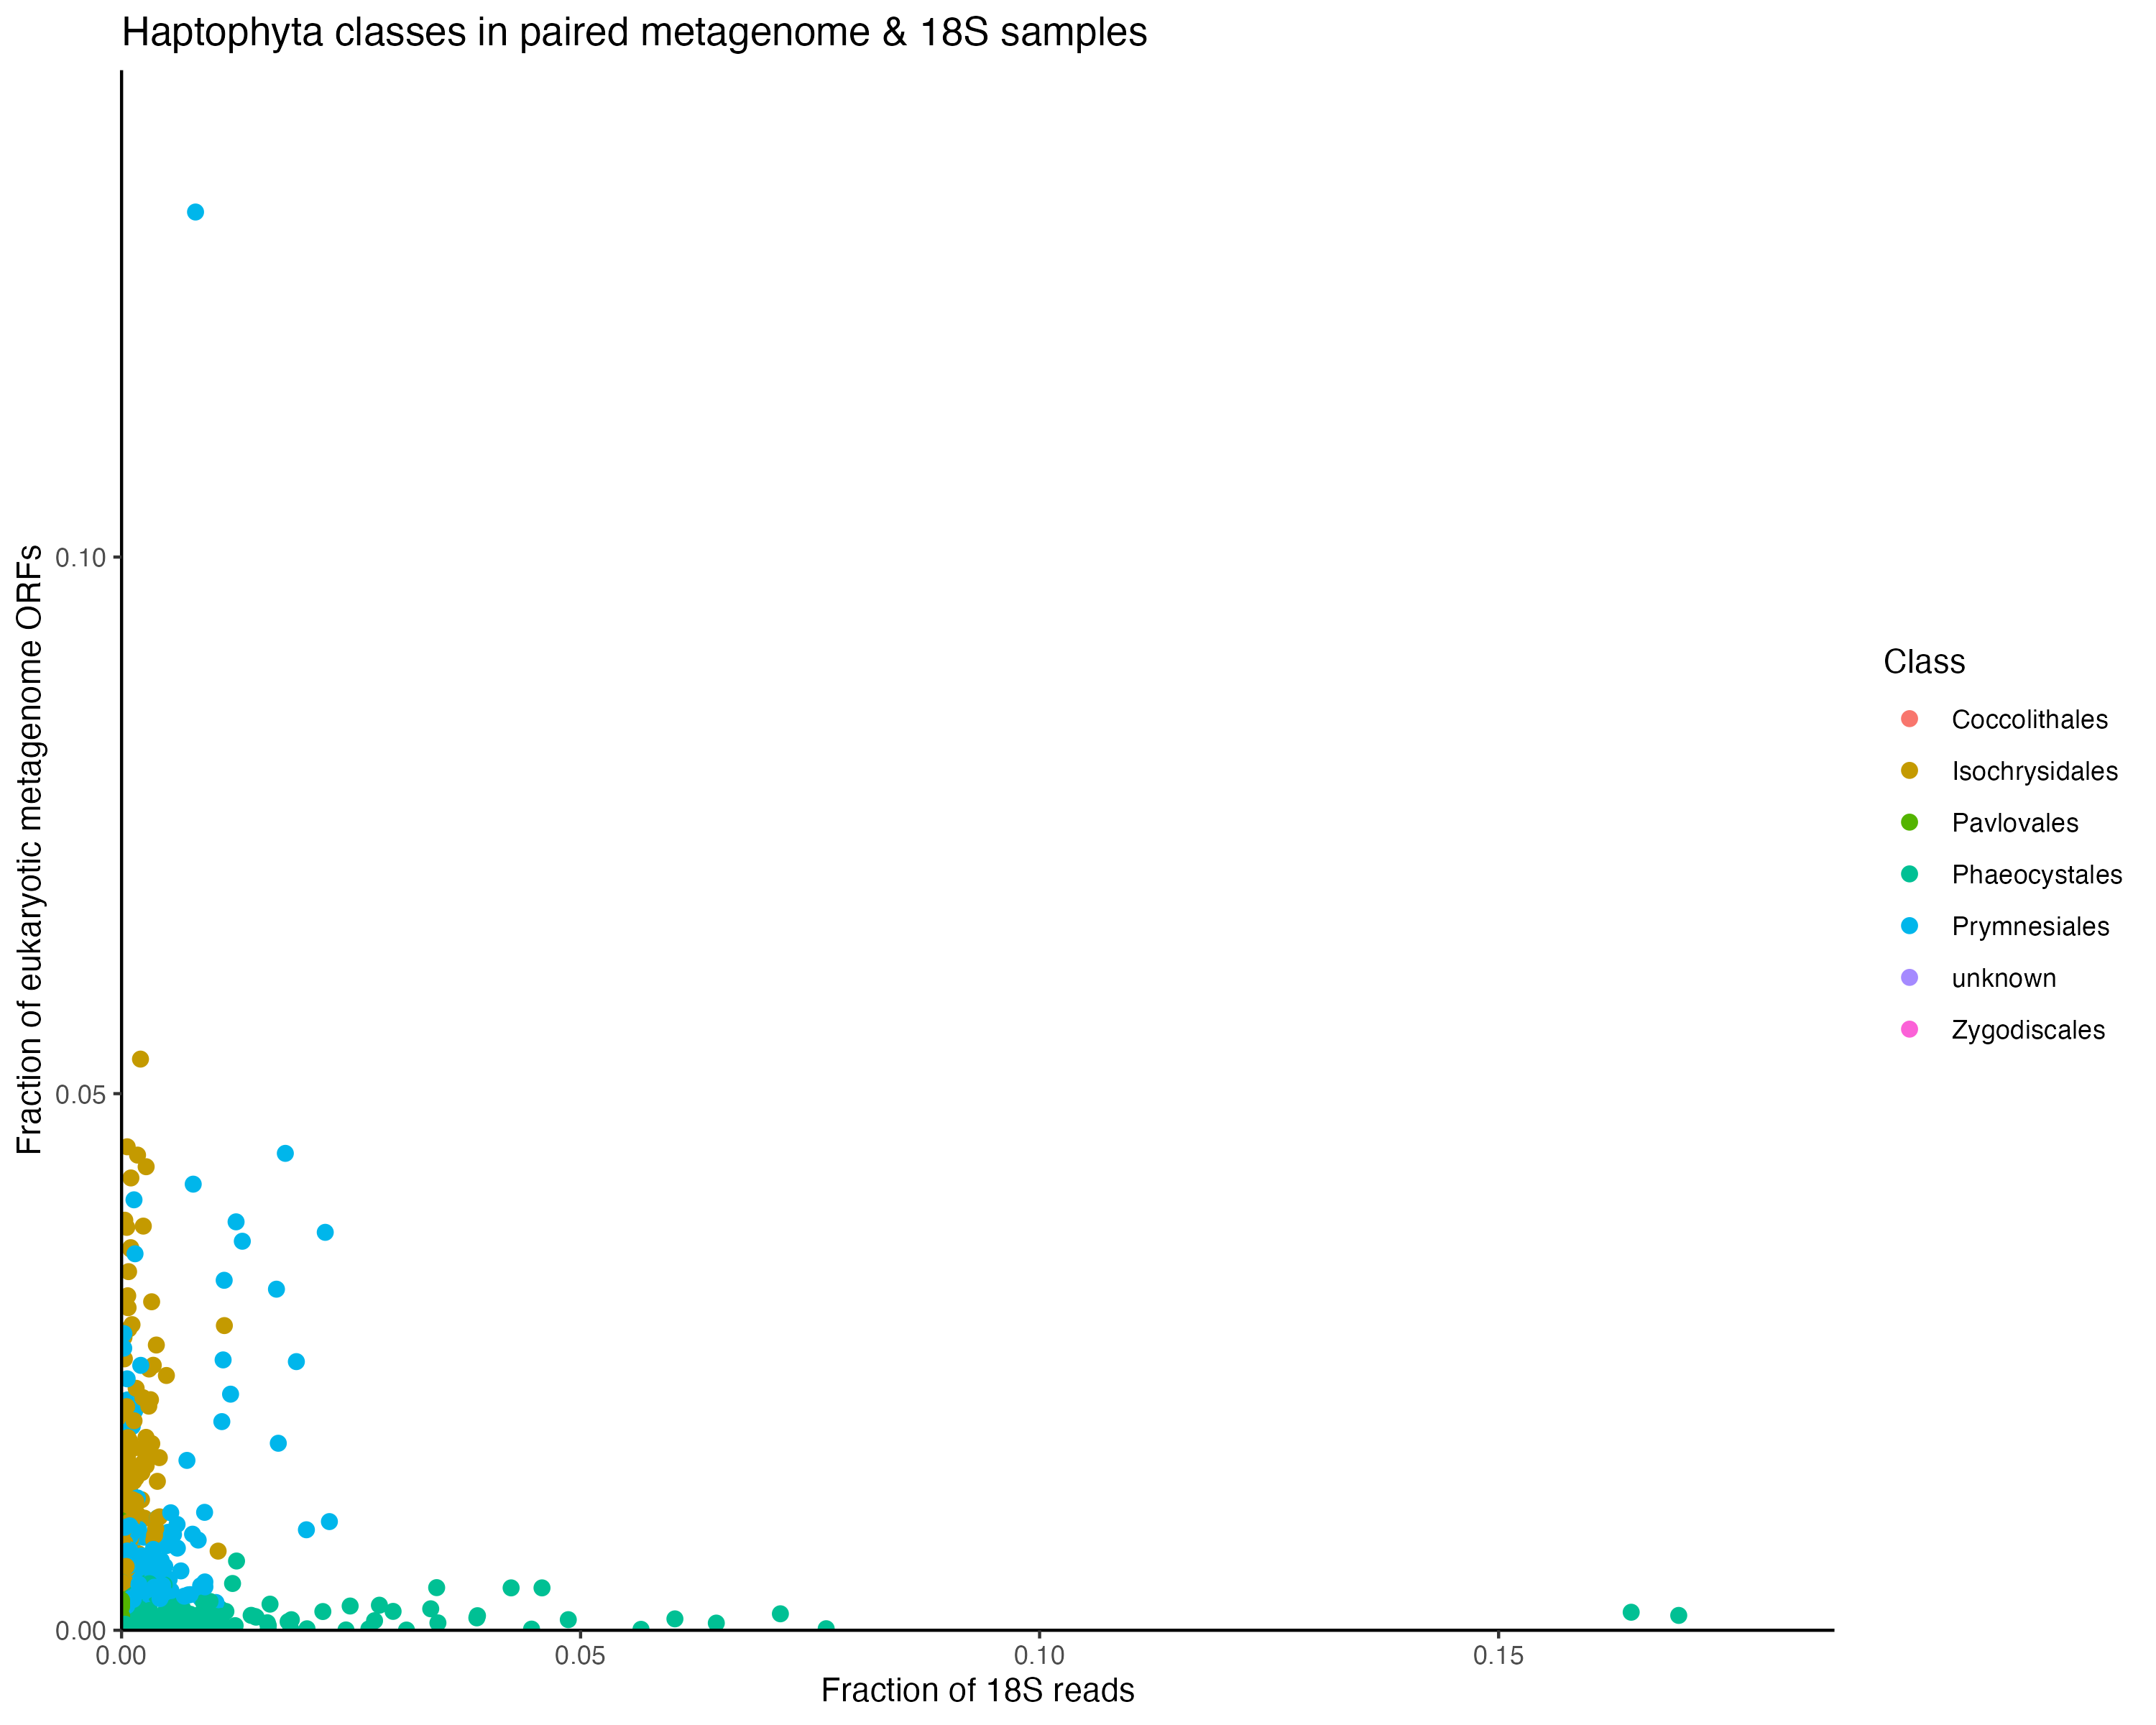 Haptophyta classes in paired metagenome & 18S samples
Fraction of eukaryotic metagenome ORFs
0.10
0.05
0.00
0.00
0.05
0.10
0.15
Fraction of 18S reads
Class
Coccolithales
Isochrysidales
Pavlovales
Phaeocystales
Prymnesiales
unknown
Zygodiscales